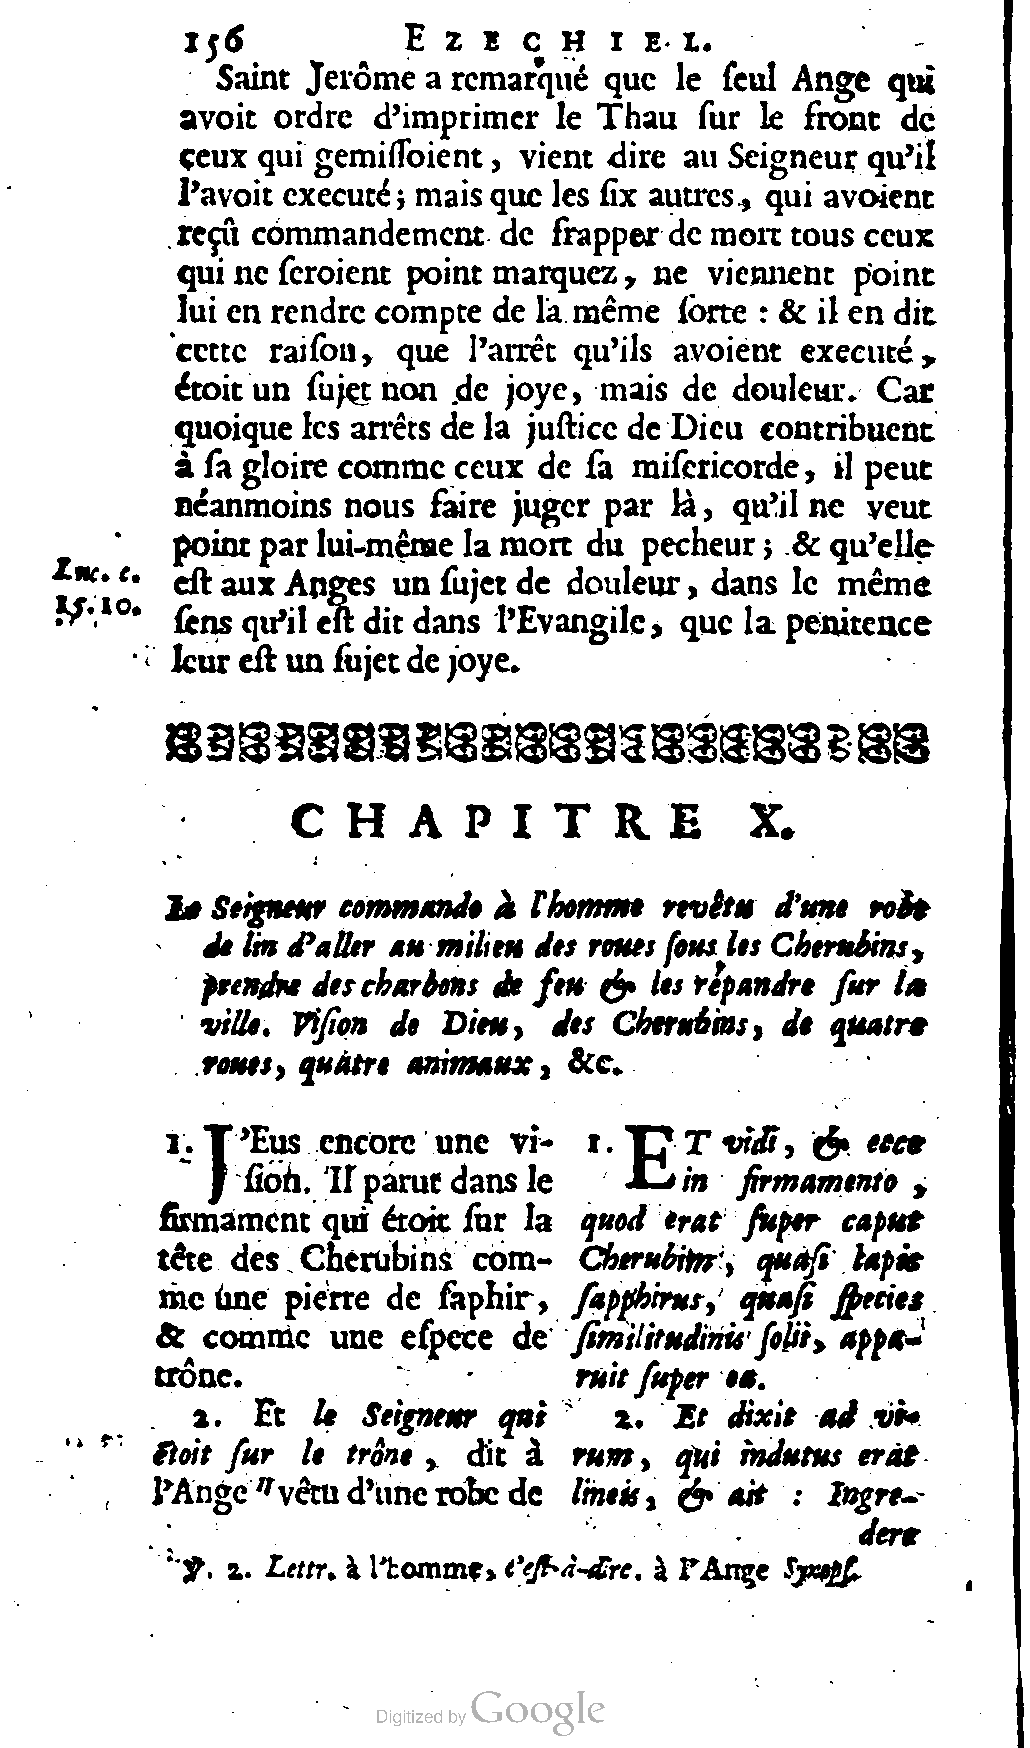 156 EZECHIEL.
Saint Jerôme a remarqué que le ſeul Ange qui
avoit ordre d'imprimer le Thau ſur le front de
ceux qui gemiſſoient, vient dire au Seigneur qu'il
l'avoit executé; mais que les ſix autres, qui avoient
reçû commandement de frapper de mort tous ceux
qui ne ſeroient point marquez, ne viennent point
lui en rendre compte de la même ſorte : & il en dit
cette raiſon, que l'arrêt qu'ils avoient executé,
étoit un ſujet non de joye, mais de douleur. Car
quoique les arrêts de la juſtice de Dieu contribuent
à ſa gloire comme ceux de ſa miſericorde, il peut
néanmoins nous faire juger par là, qu'il ne veut
point par lui-même la mort du pecheur; & qu'elle
Luc. c.
15. 10.
eſt aux Anges un ſujet de douleur, dans le même
ſens qu'il eſt dit dans l'Evangile, que la penitence
leur eſt un ſujet de joye.
CHAPITRE X.
Le Seigneur commande à l'homme revêtu d'une robe
de lin d'aller au milieu des roues ſous les Cherubins,
prendre des charbons de feu & les répandre ſur la
ville. Viſion de Dieu, des Cherubins, de quatre
roues, quatre animaux, &c.
1. J'Eus encore une vi-
ſion. Il parut dans le
firmament qui étoit ſur la
tête des Cherubins com-
me une pierre de ſaphir,
& comme une eſpece de
trône.
2. Et le Seigneur qui
étoit ſur le trône, dit à
l'Ange " vêtu d'une robe de
1. ET vidi, & ecce
in firmamento,
quod erat ſuper caput
Cherubim, quaſi lapis
ſapphirus, quaſi ſpecies
ſimilitudinis ſolii, appa-
ruit ſuper ea.
2. Et dixit ad vi-
rum, qui indutus erat
lineis, & ait : Ingre-
dere
℣. 2. Lettr. à l'homme, c'eſt-à-dire. à l'Ange Synopſ.
Digitized by Google